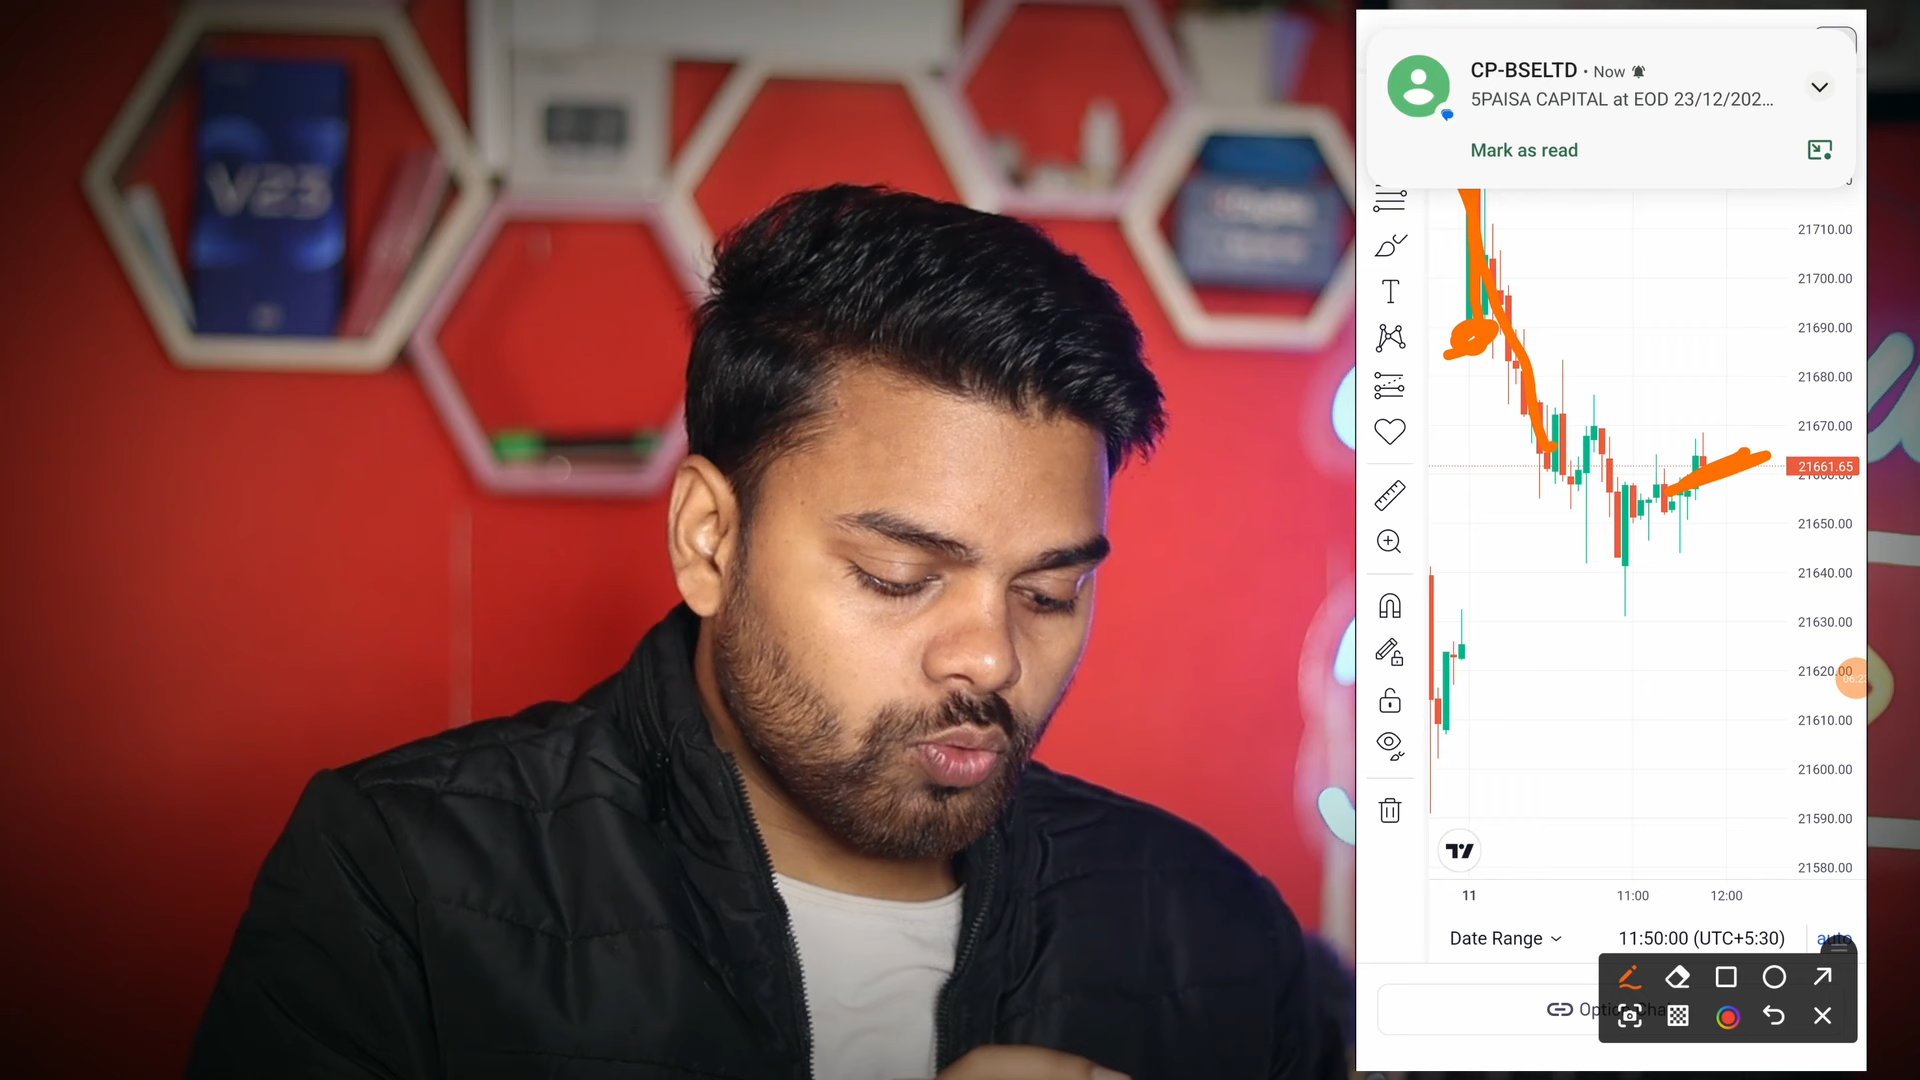 V23
CP-BSELTD • Now
5PAISA CAPITAL at EOD 23/12/202...
Mark as read
21710.00
21700.00
21690.00
21680.00
21670.00
21661.65
21650.00
21640.00
21630.00
21620.00
21610.00
21600.00
21590.00
21580.00
11 11:00 12:00
Date Range 11:50:00 (UTC+5:30) auto